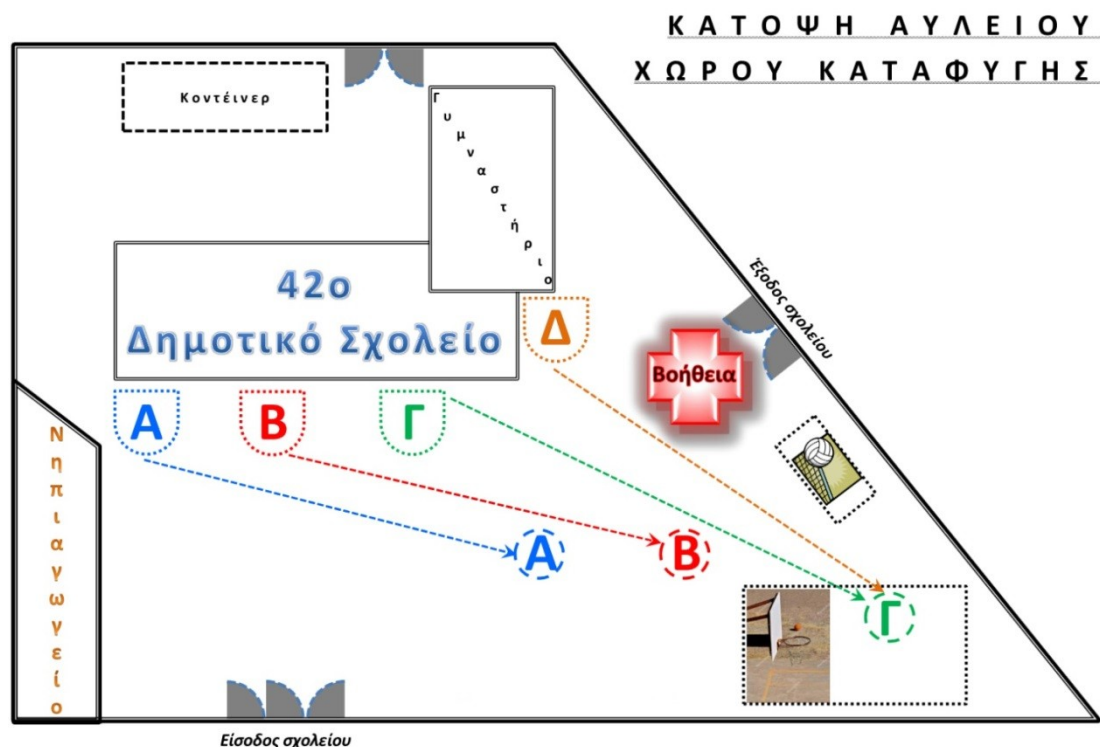 ΚΑΤΟΨΗ ΑΥΛΕΙΟΥ
ΧΩΡΟΥ ΚΑΤΑΦΥΓΗΣ
Κοντέινερ
Γυμναστήριο
42ο
Δημοτικό Σχολείο
Δ
Έξοδος σχολείου
Βοήθεια
Α
Β
Γ
Νηπιαγωγείο
Α
Β
Γ
Είσοδος σχολείου